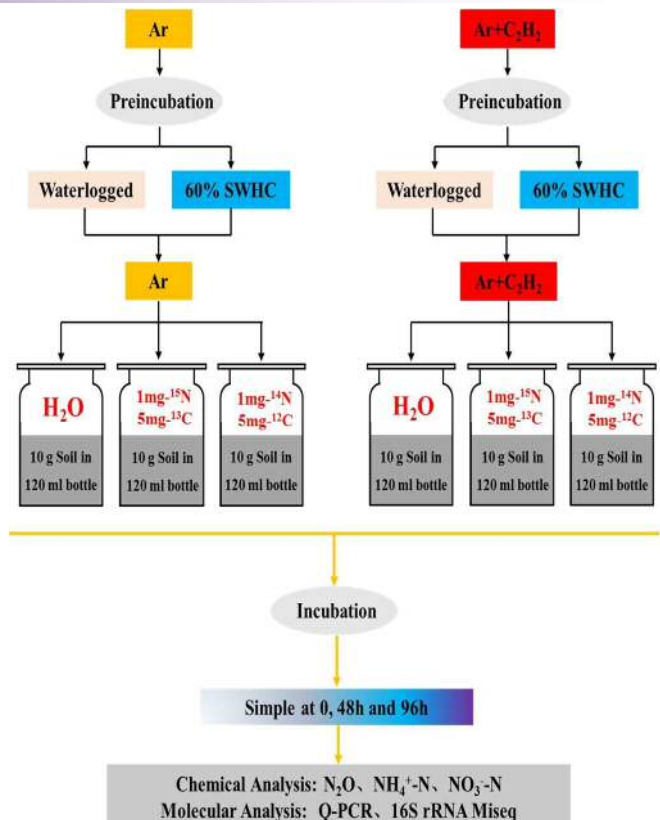 Ar
Ar+C₂H₂
Preincubation
Preincubation
Waterlogged
60% SWHC
Waterlogged
60% SWHC
Ar
Ar+C₂H₂
H₂O
10 g Soil in
120 ml bottle
1mg-¹⁵N
5mg-¹³C
10 g Soil in
120 ml bottle
1mg-¹⁴N
5mg-¹²C
10 g Soil in
120 ml bottle
H₂O
10 g Soil in
120 ml bottle
1mg-¹⁵N
5mg-¹³C
10 g Soil in
120 ml bottle
1mg-¹⁴N
5mg-¹²C
10 g Soil in
120 ml bottle
Incubation
Simple at 0, 48h and 96h
Chemical Analysis: N₂O、NH₄⁺-N、NO₃⁻-N
Molecular Analysis: Q-PCR、16S rRNA Miseq